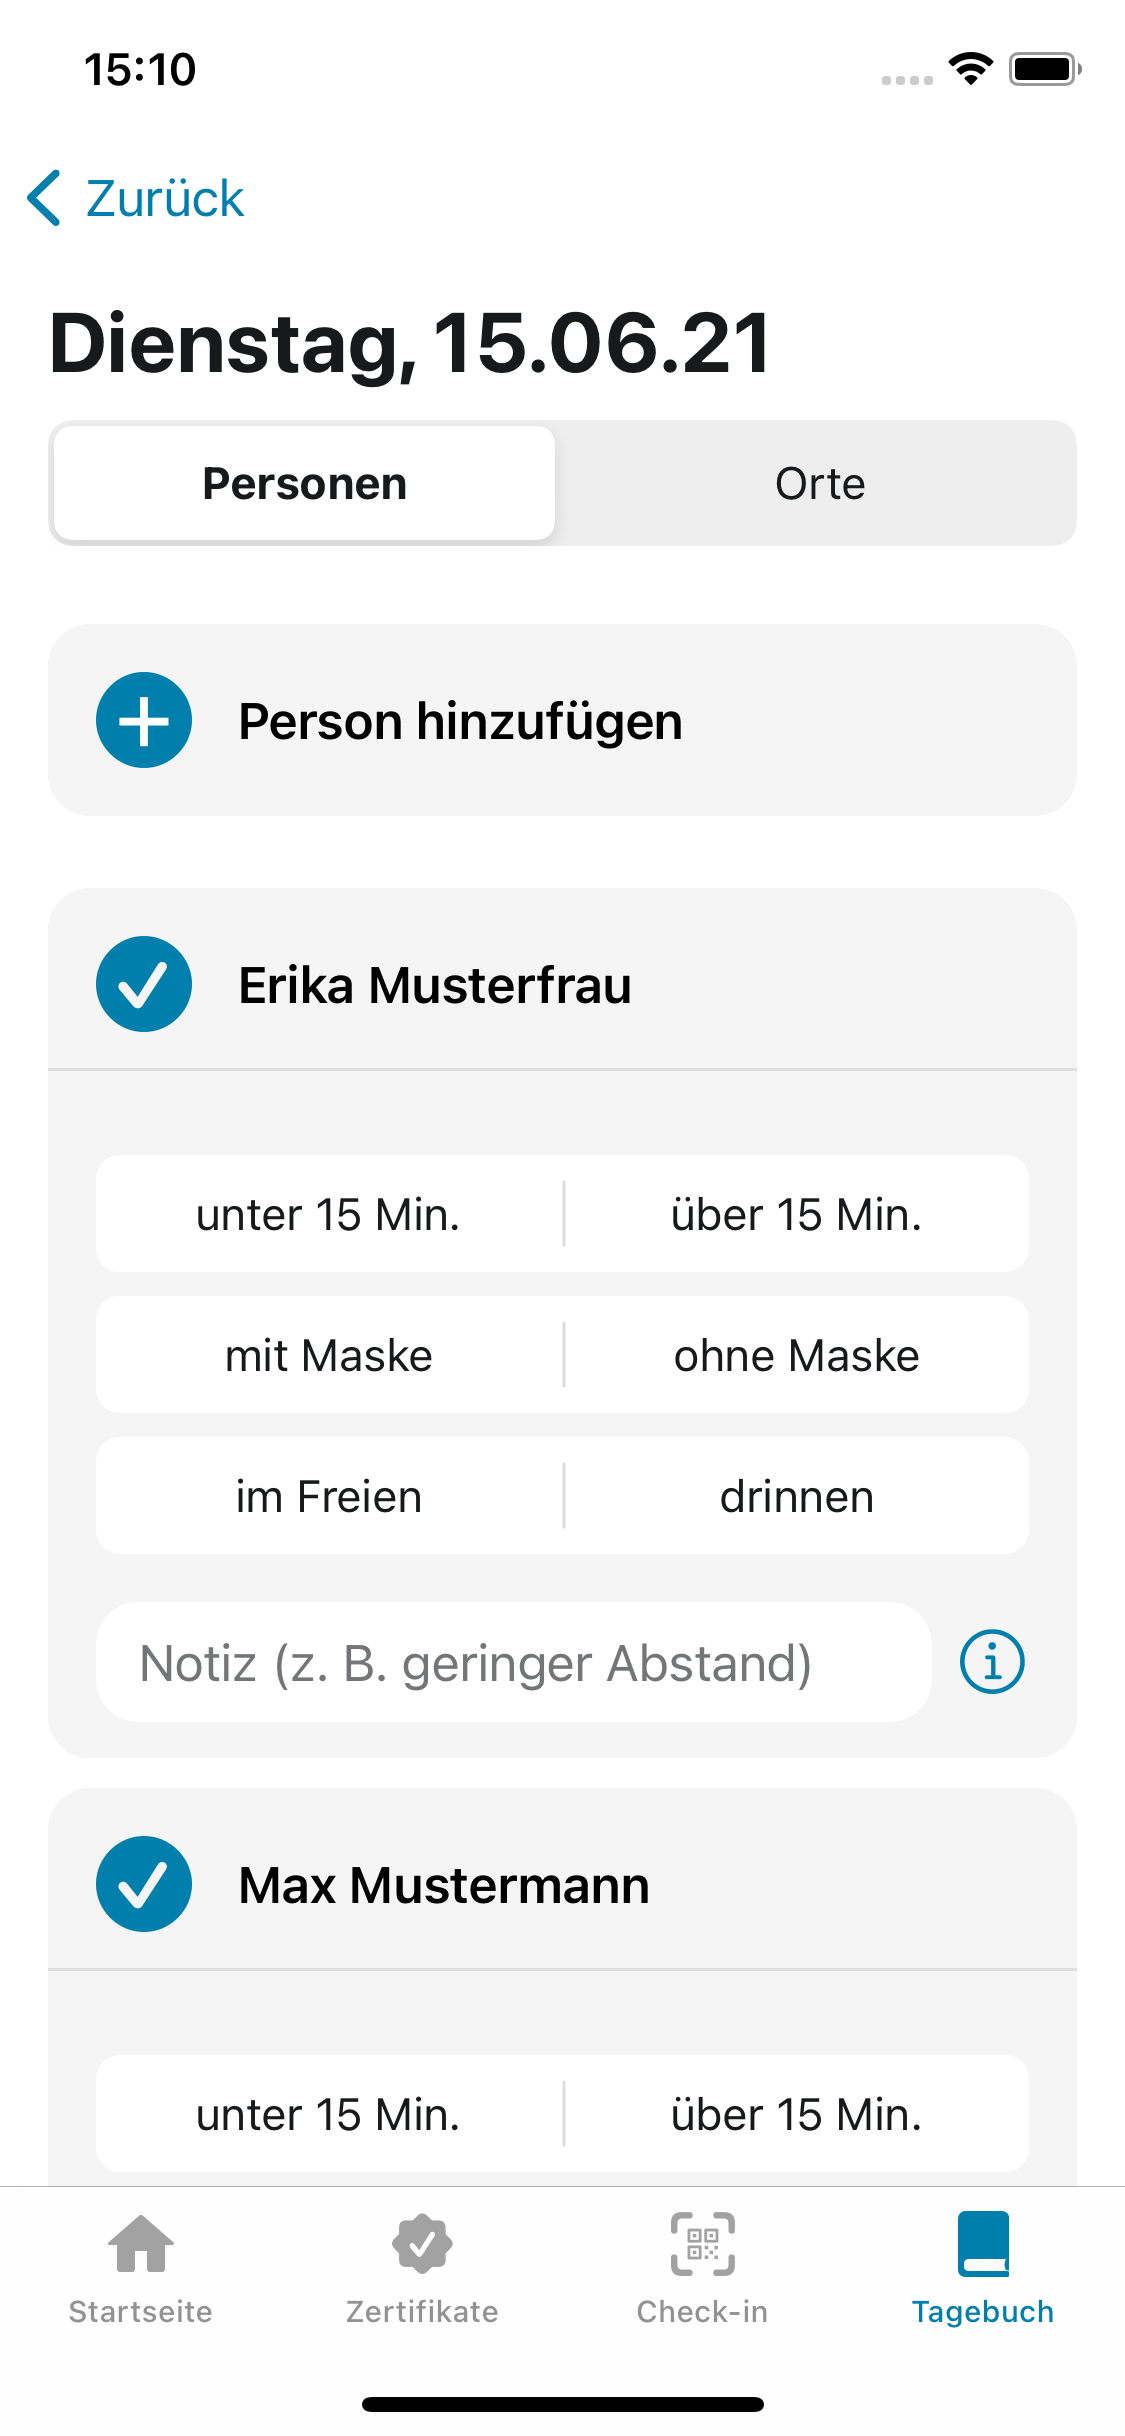 15:10
Zurück
Dienstag, 15.06.21
Personen Orte
Person hinzufügen
Erika Musterfrau
unter 15 Min. über 15 Min.
mit Maske ohne Maske
im Freien drinnen
Notiz (z. B. geringer Abstand)
Max Mustermann
unter 15 Min. über 15 Min.
Startseite Zertifikate Check-in Tagebuch